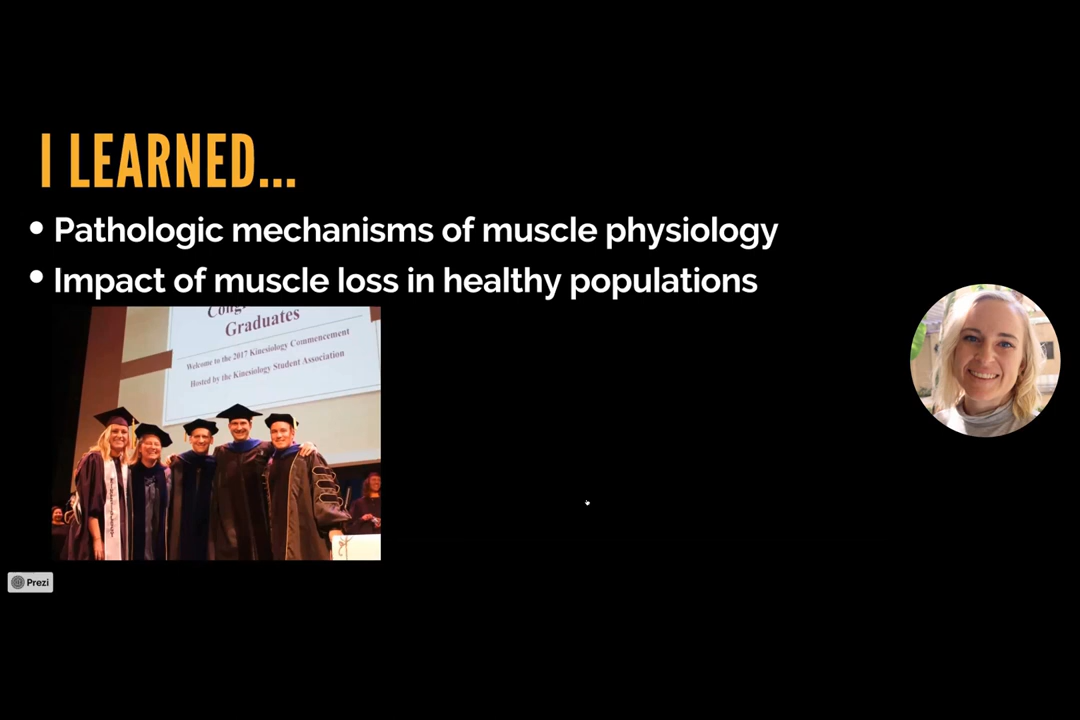 I LEARNED...
• Pathologic mechanisms of muscle physiology
• Impact of muscle loss in healthy populations
Graduates
Welcome to the 2017 Kinesiology Commencement
Hosted by the Kinesiology Student Association
Prezi